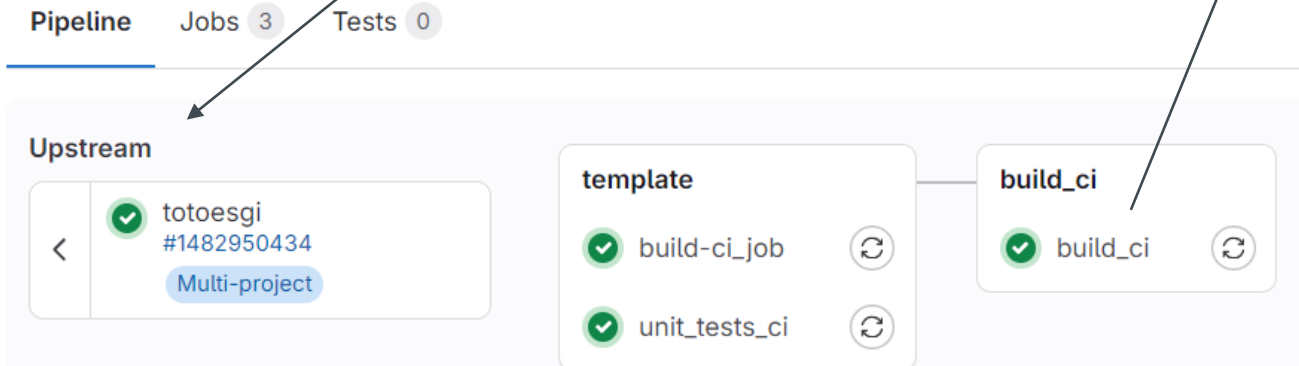 Pipeline Jobs 3 Tests 0
Upstream
totoesgi
#1482950434
Multi-project
template
build-ci_job
unit_tests_ci
build_ci
build_ci